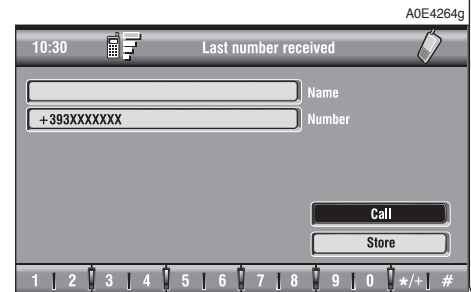 A0E4264g
10:30 Last number received
Name
+393XXXXXXX Number
Call
Store
1 2 3 4 5 6 7 8 9 0 */+ #